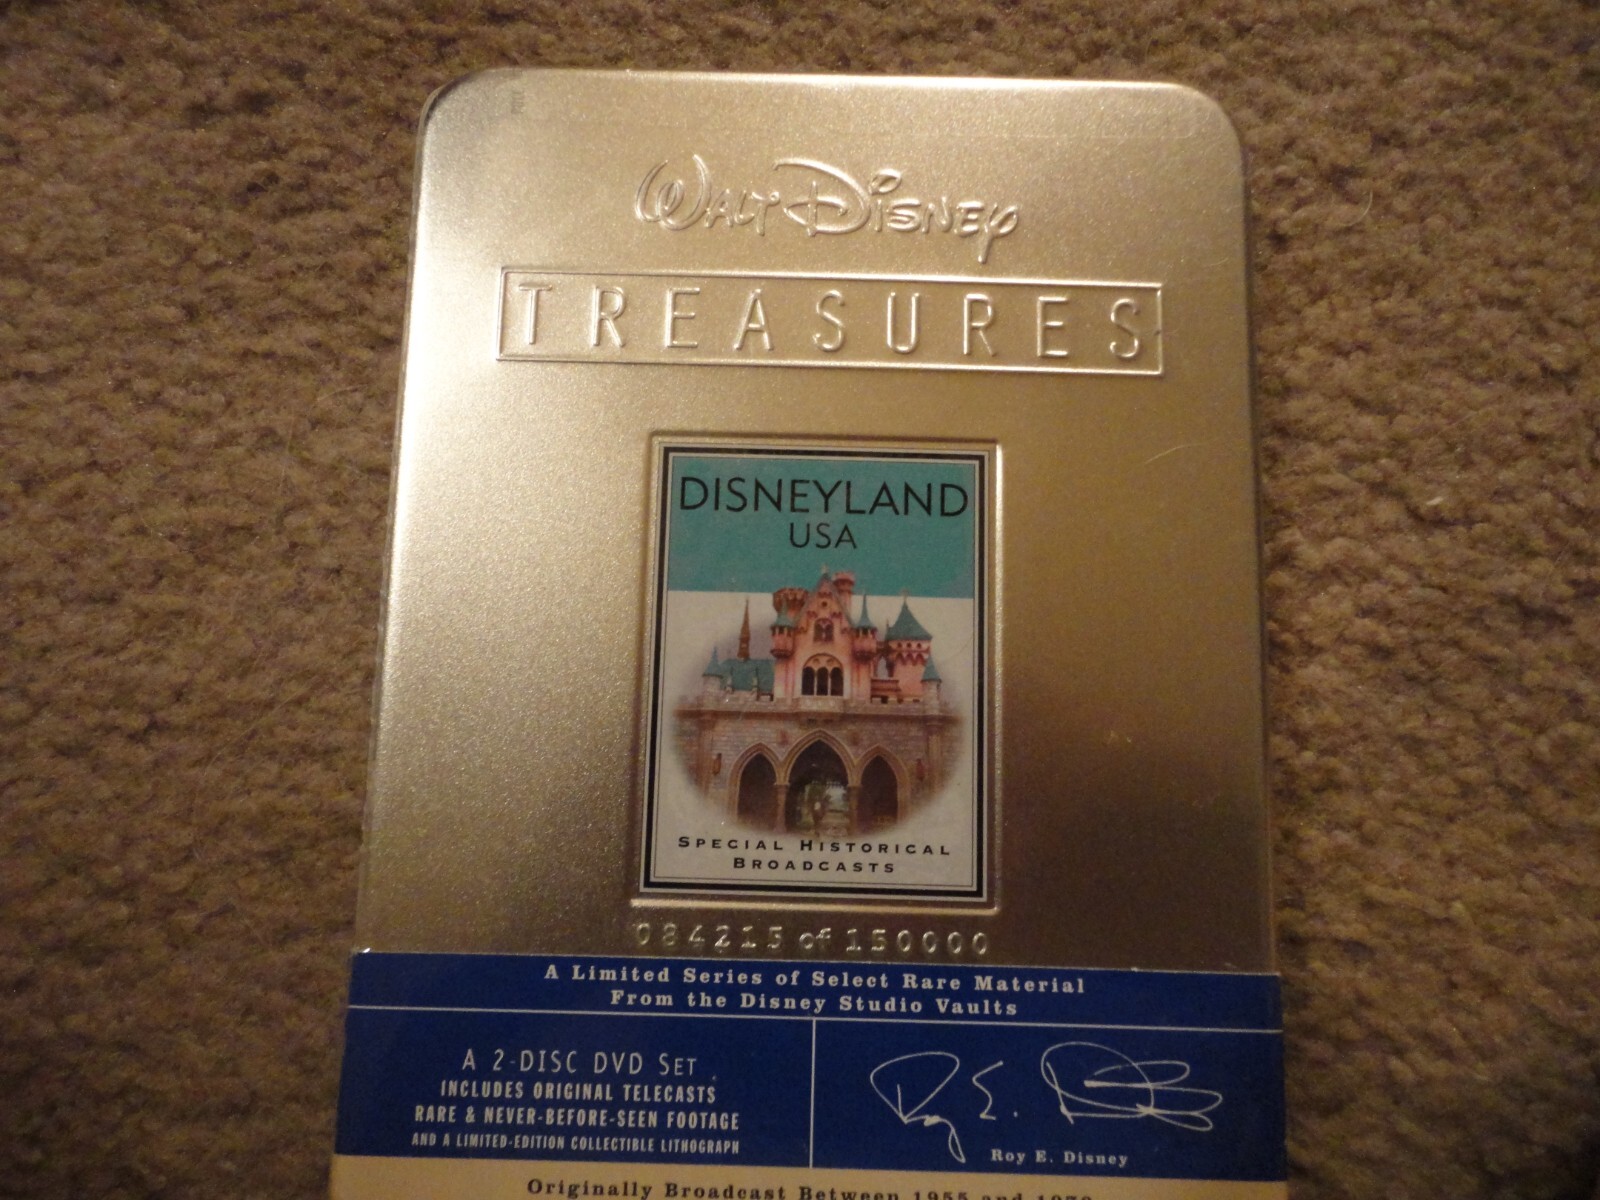 WALT DISNEY
TREASURES
DISNEYLAND
USA
SPECIAL HISTORICAL
BROADCASTS
084215 of 150000
A Limited Series of Select Rare Material
From the Disney Studio Vaults
A 2-DISC DVD SET
INCLUDES ORIGINAL TELECASTS
RARE & NEVER-BEFORE-SEEN FOOTAGE
AND A LIMITED-EDITION COLLECTIBLE LITHOGRAPH
Roy E. Disney
Roy E. Disney
Originally Broadcast Between 1955 and